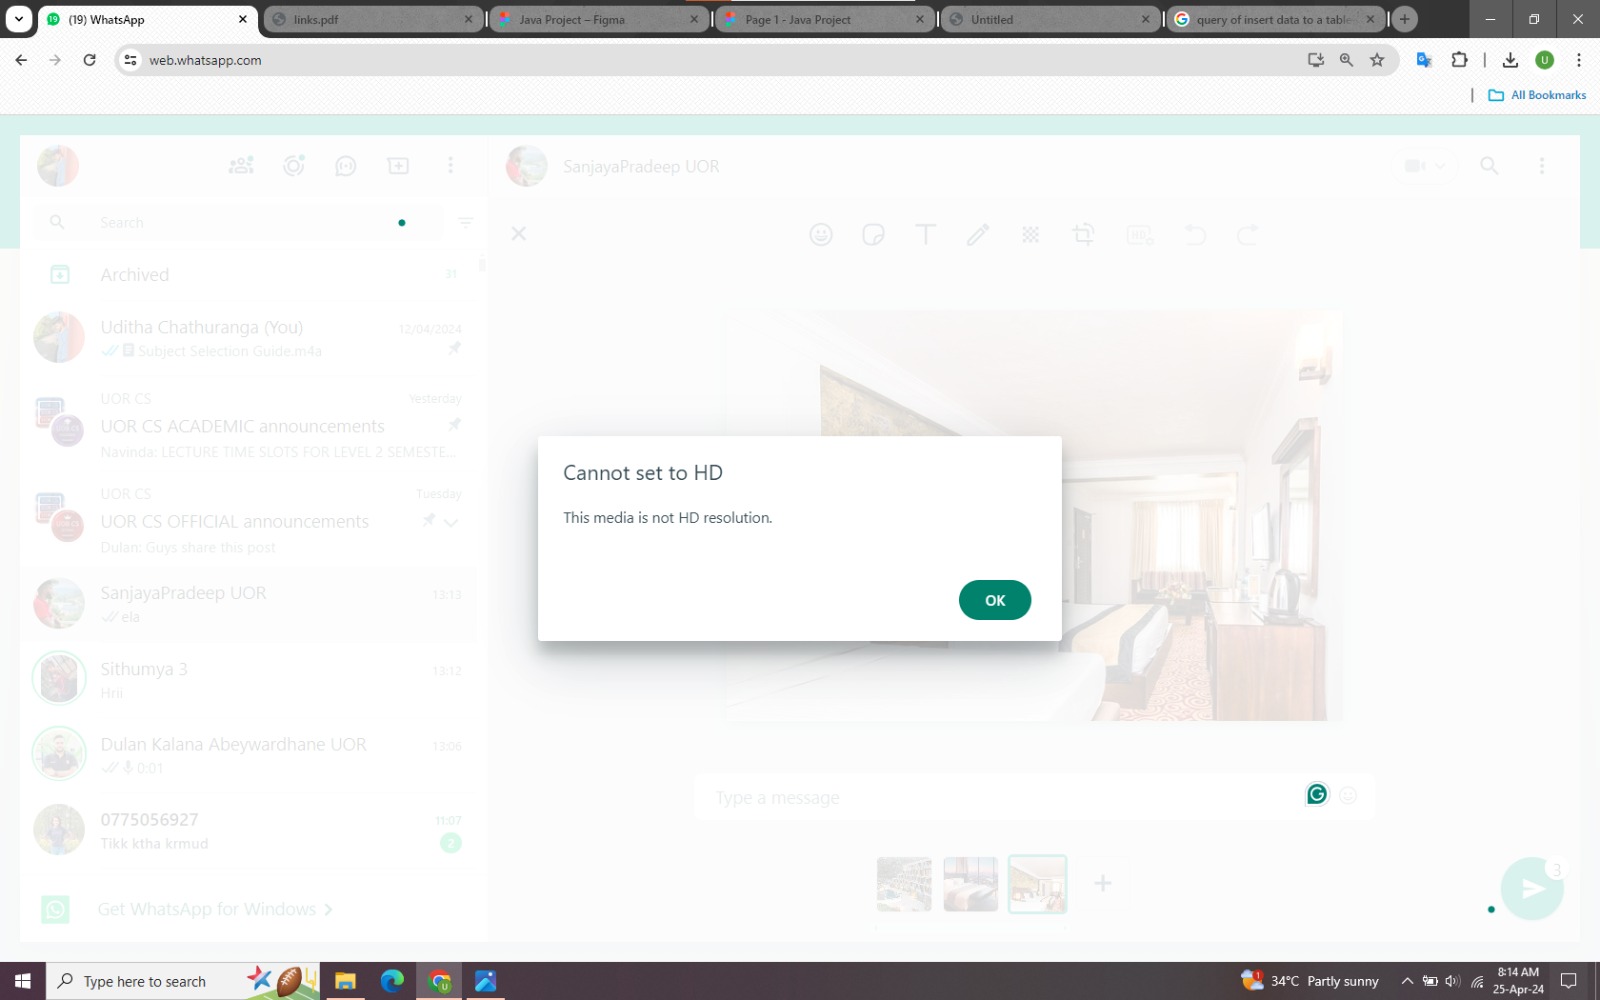 (19) WhatsApp
links.pdf
Java Project – Figma
Page 1 - Java Project
Untitled
query of insert data to a table
web.whatsapp.com
U
All Bookmarks
SanjayaPradeep UOR
Search
Archived
31
Uditha Chathuranga (You)
12/04/2024
Subject Selection Guide.m4a
UOR CS
Yesterday
UOR CS ACADEMIC announcements
Navinda: LECTURE TIME SLOTS FOR LEVEL 2 SEMESTE...
UOR CS
Tuesday
UOR CS OFFICIAL announcements
Dulan: Guys share this post
SanjayaPradeep UOR
13:13
ela
Sithumya 3
13:12
Hrii
Dulan Kalana Abeywardhane UOR
13:06
0:01
0775056927
11:07
Tikk ktha krmud
2
Get WhatsApp for Windows
HD
Cannot set to HD
This media is not HD resolution.
OK
Type a message
3
Type here to search
34°C Partly sunny
8:14 AM
25-Apr-24